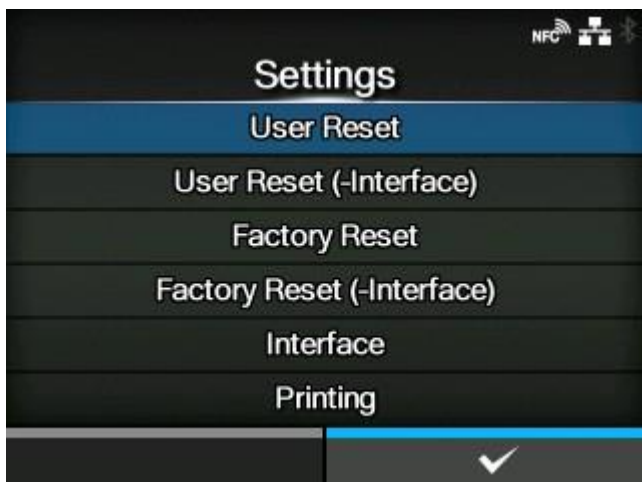 NFC
Settings
User Reset
User Reset (-Interface)
Factory Reset
Factory Reset (-Interface)
Interface
Printing